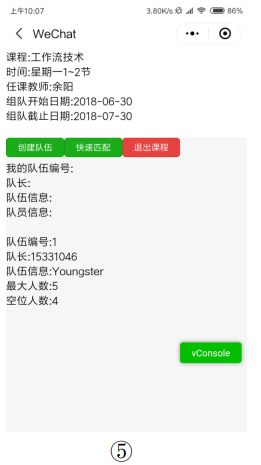 上午10:07
3.80K/s 86%
WeChat
课程:工作流技术
时间:星期一1~2节
任课教师:余阳
组队开始日期:2018-06-30
组队截止日期:2018-07-30
创建队伍 快速匹配 退出课程
我的队伍编号:
队长:
队伍信息:
队员信息:
队伍编号:1
队长:15331046
队伍信息:Youngster
最大人数:5
空位人数:4
vConsole
⑤